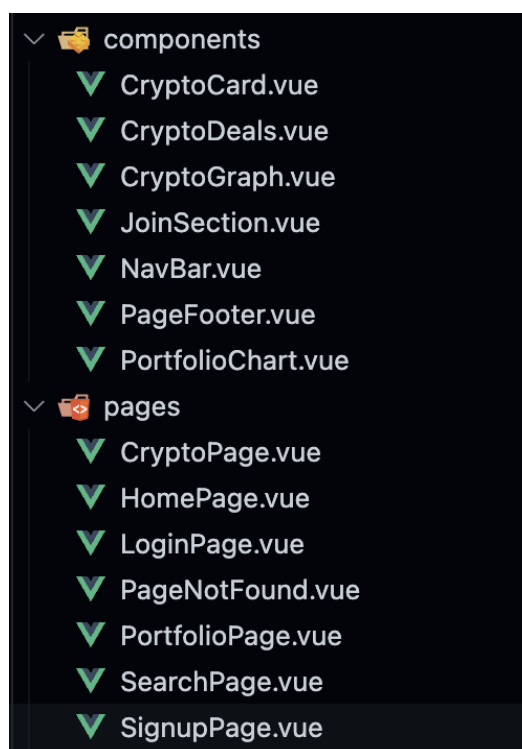 components
CryptoCard.vue
CryptoDeals.vue
CryptoGraph.vue
JoinSection.vue
NavBar.vue
PageFooter.vue
PortfolioChart.vue
pages
CryptoPage.vue
HomePage.vue
LoginPage.vue
PageNotFound.vue
PortfolioPage.vue
SearchPage.vue
SignupPage.vue